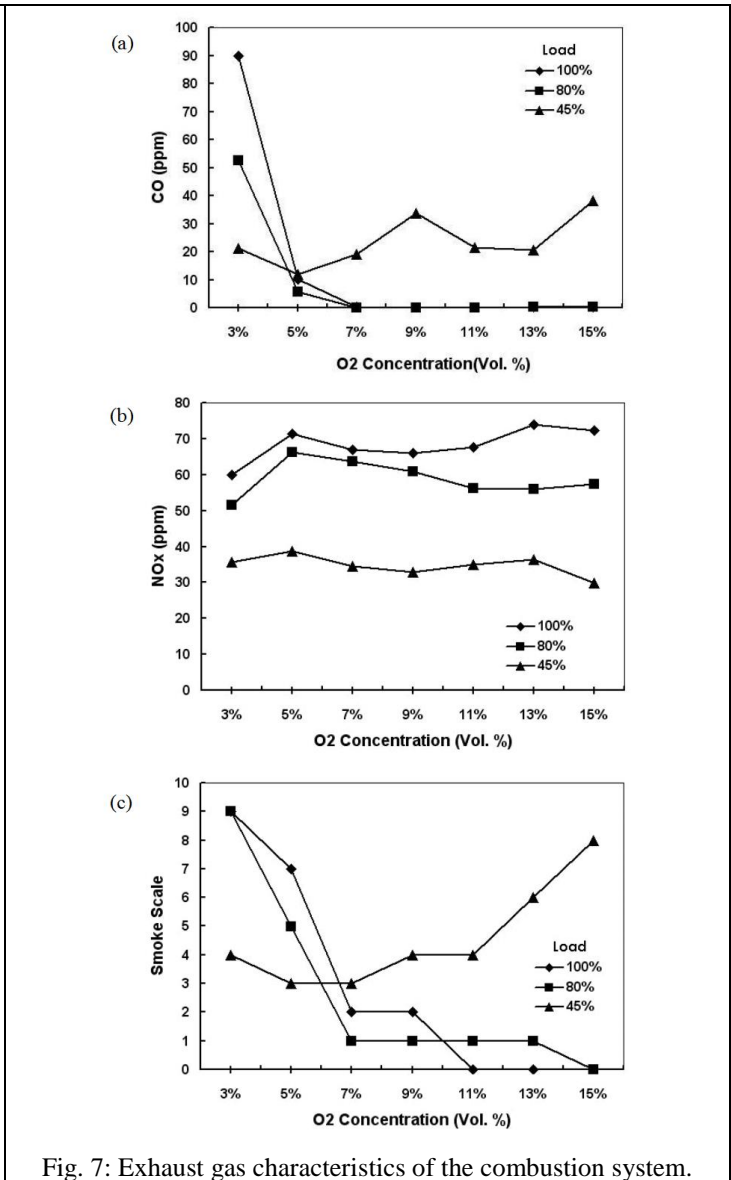 (a)
100
90
80
70
60
50
40
30
20
10
0
CO (ppm)
Load
100%
80%
45%
3% 5% 7% 9% 11% 13% 15%
O2 Concentration(Vol. %)
(b)
80
70
60
50
40
30
20
10
0
NOx (ppm)
100%
80%
45%
3% 5% 7% 9% 11% 13% 15%
O2 Concentration (Vol. %)
(c)
10
9
8
7
6
5
4
3
2
1
0
Smoke Scale
Load
100%
80%
45%
3% 5% 7% 9% 11% 13% 15%
O2 Concentration (Vol. %)
Fig. 7: Exhaust gas characteristics of the combustion system.